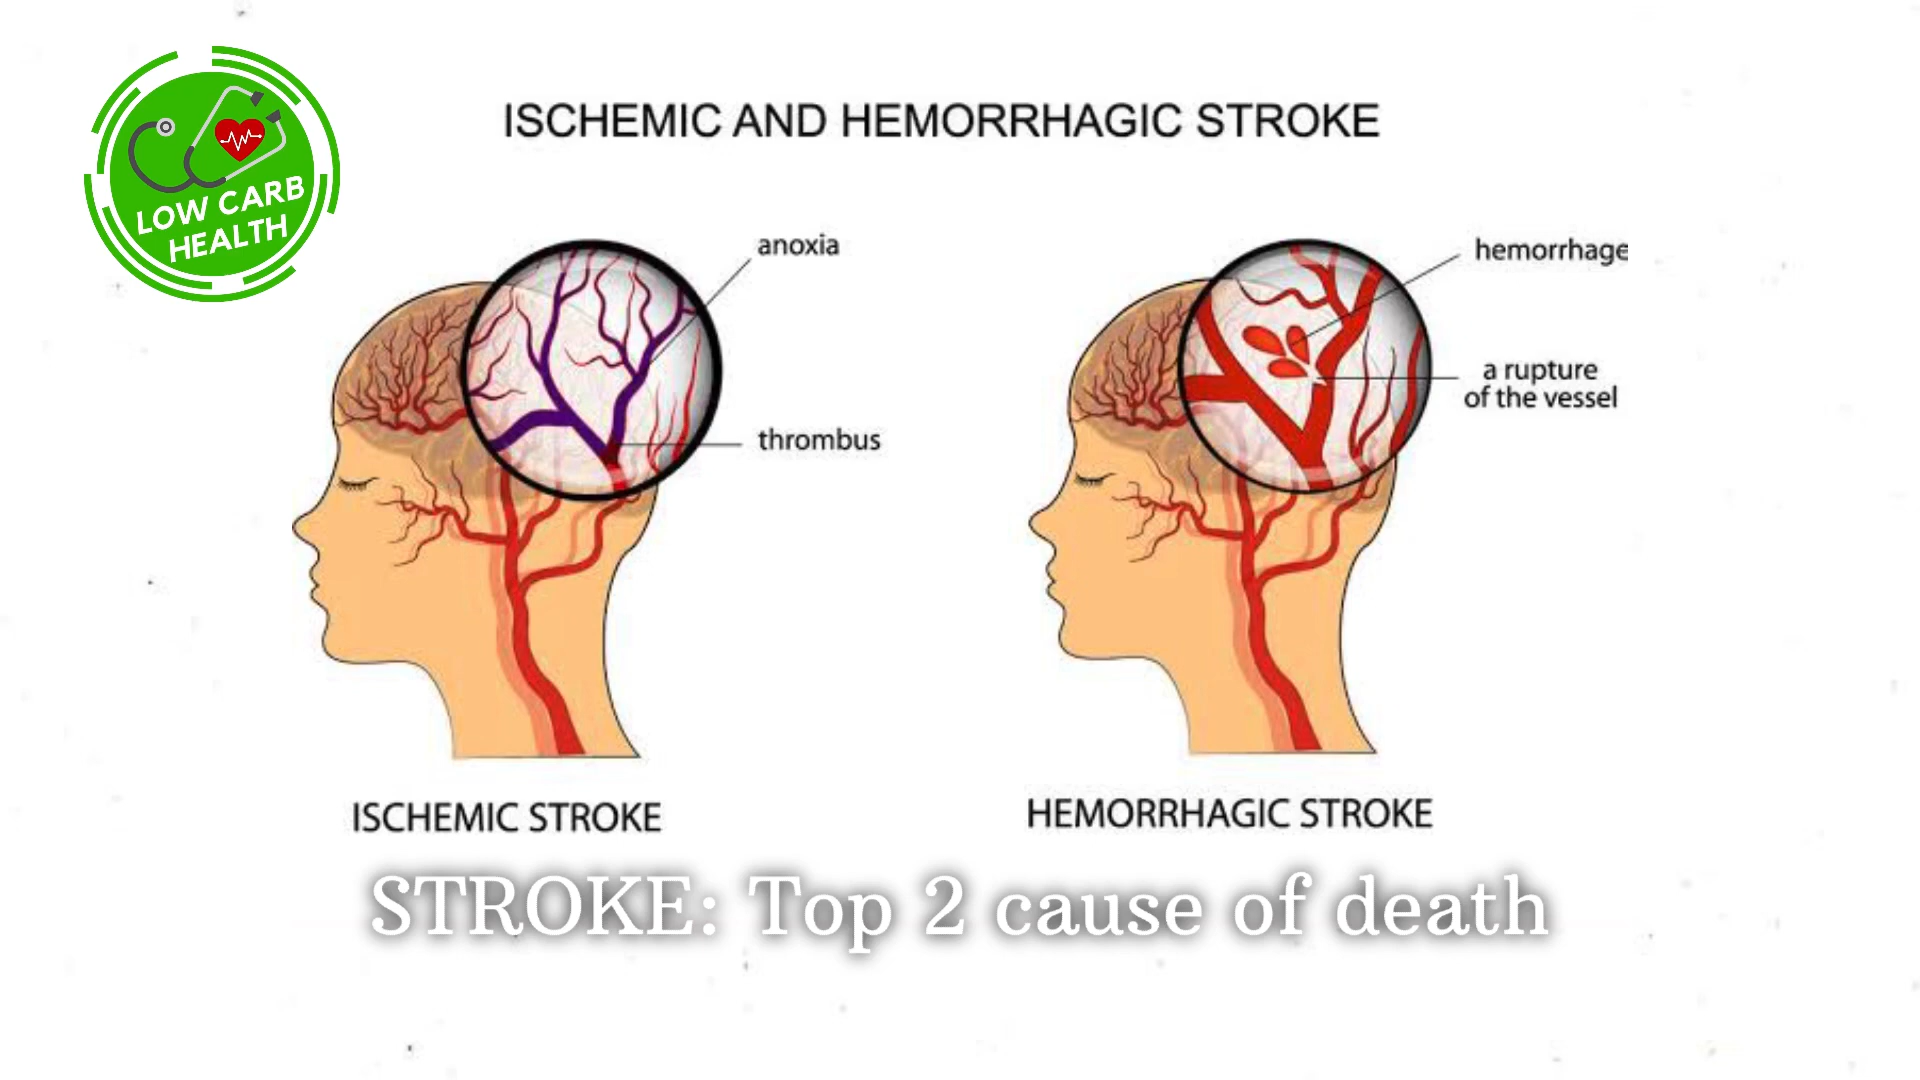 LOW CARB
HEALTH
ISCHEMIC AND HEMORRHAGIC STROKE
anoxia
thrombus
hemorrhage
a rupture
of the vessel
ISCHEMIC STROKE
HEMORRHAGIC STROKE
STROKE: Top 2 cause of death